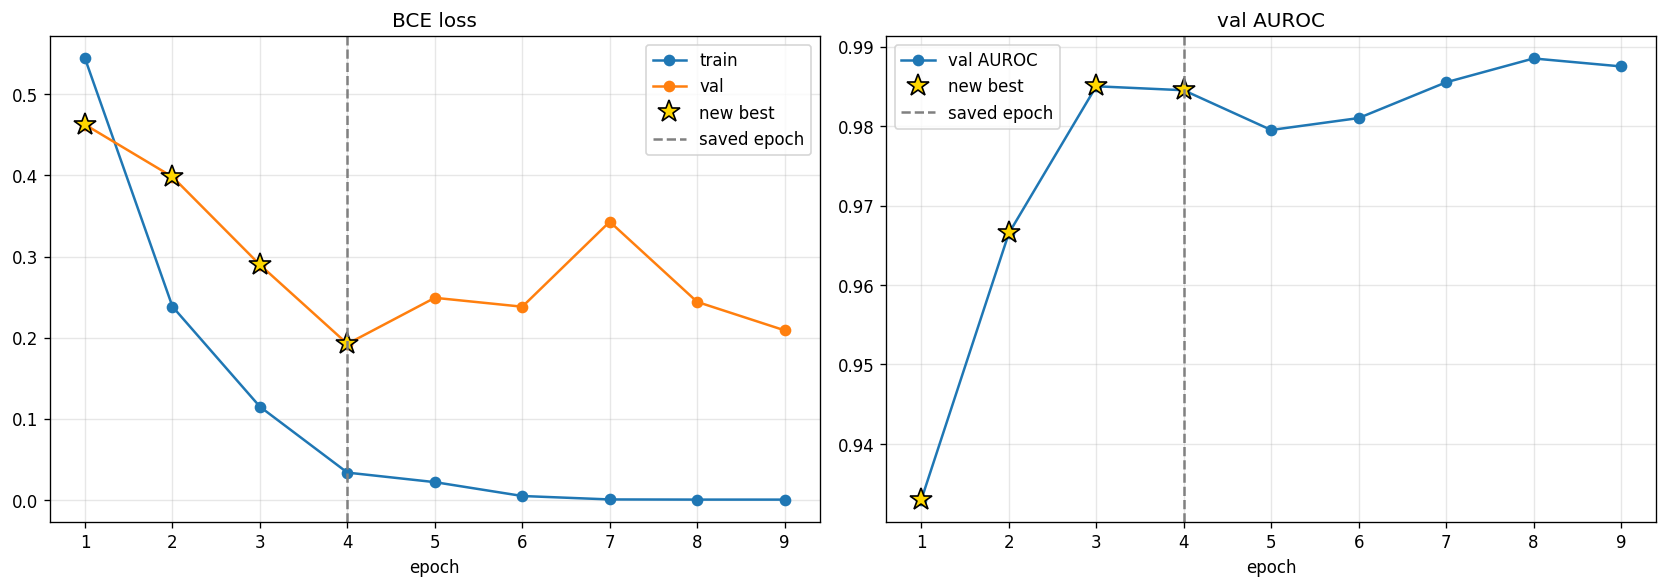 BCE loss
train
val
new best
saved epoch
0.5
0.4
0.3
0.2
0.1
0.0
1 2 3 4 5 6 7 8 9
epoch
val AUROC
val AUROC
new best
saved epoch
0.99
0.98
0.97
0.96
0.95
0.94
1 2 3 4 5 6 7 8 9
epoch